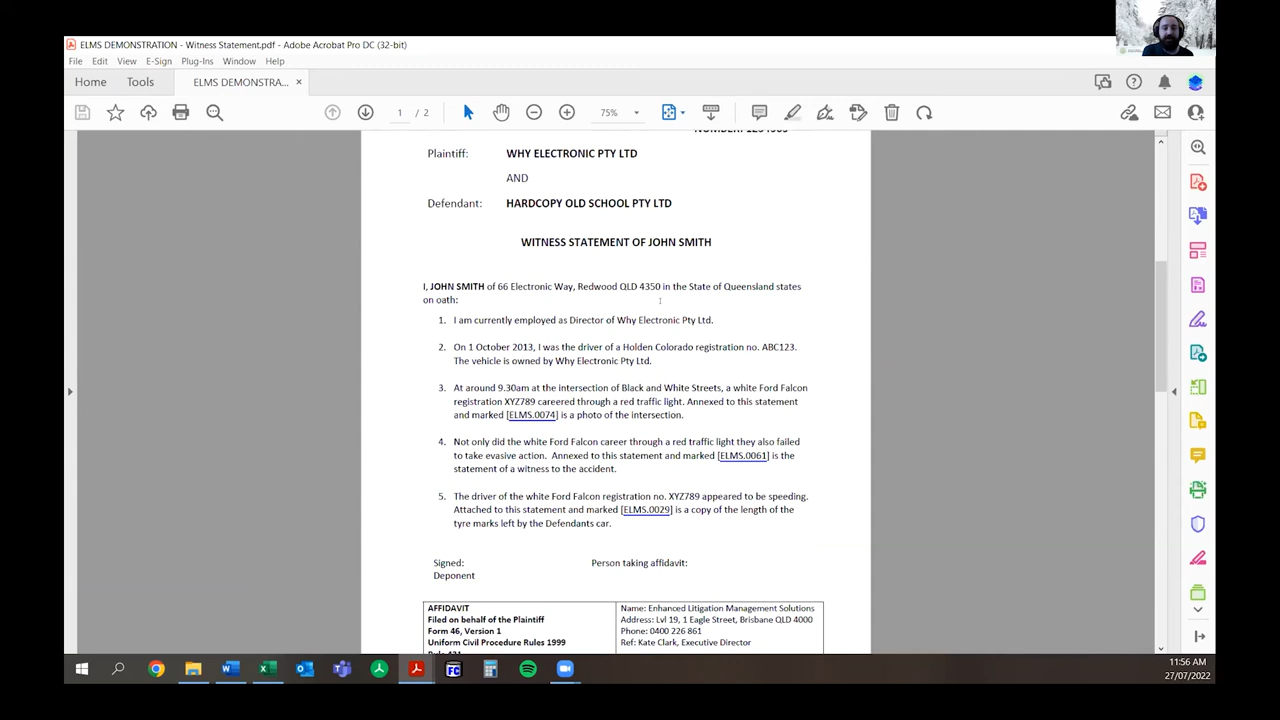 ELMS DEMONSTRATION - Witness Statement.pdf - Adobe Acrobat Pro DC (32-bit)
File Edit View E-Sign Plug-Ins Window Help
Home Tools ELMS DEMONSTRA... ×
1 / 2 75%
NUMBER: 1234565
Plaintiff: WHY ELECTRONIC PTY LTD
AND
Defendant: HARDCOPY OLD SCHOOL PTY LTD
WITNESS STATEMENT OF JOHN SMITH
I, JOHN SMITH of 66 Electronic Way, Redwood QLD 4350 in the State of Queensland states
on oath:
1. I am currently employed as Director of Why Electronic Pty Ltd.
2. On 1 October 2013, I was the driver of a Holden Colorado registration no. ABC123.
The vehicle is owned by Why Electronic Pty Ltd.
3. At around 9.30am at the intersection of Black and White Streets, a white Ford Falcon
registration XYZ789 careered through a red traffic light. Annexed to this statement
and marked [ELMS.0074] is a photo of the intersection.
4. Not only did the white Ford Falcon career through a red traffic light they also failed
to take evasive action. Annexed to this statement and marked [ELMS.0061] is the
statement of a witness to the accident.
5. The driver of the white Ford Falcon registration no. XYZ789 appeared to be speeding.
Attached to this statement and marked [ELMS.0029] is a copy of the length of the
tyre marks left by the Defendants car.
Signed: Person taking affidavit:
Deponent
AFFIDAVIT
Filed on behalf of the Plaintiff
Form 46, Version 1
Uniform Civil Procedure Rules 1999
Name: Enhanced Litigation Management Solutions
Address: Lvl 19, 1 Eagle Street, Brisbane QLD 4000
Phone: 0400 226 861
Ref: Kate Clark, Executive Director
11:56 AM
27/07/2022